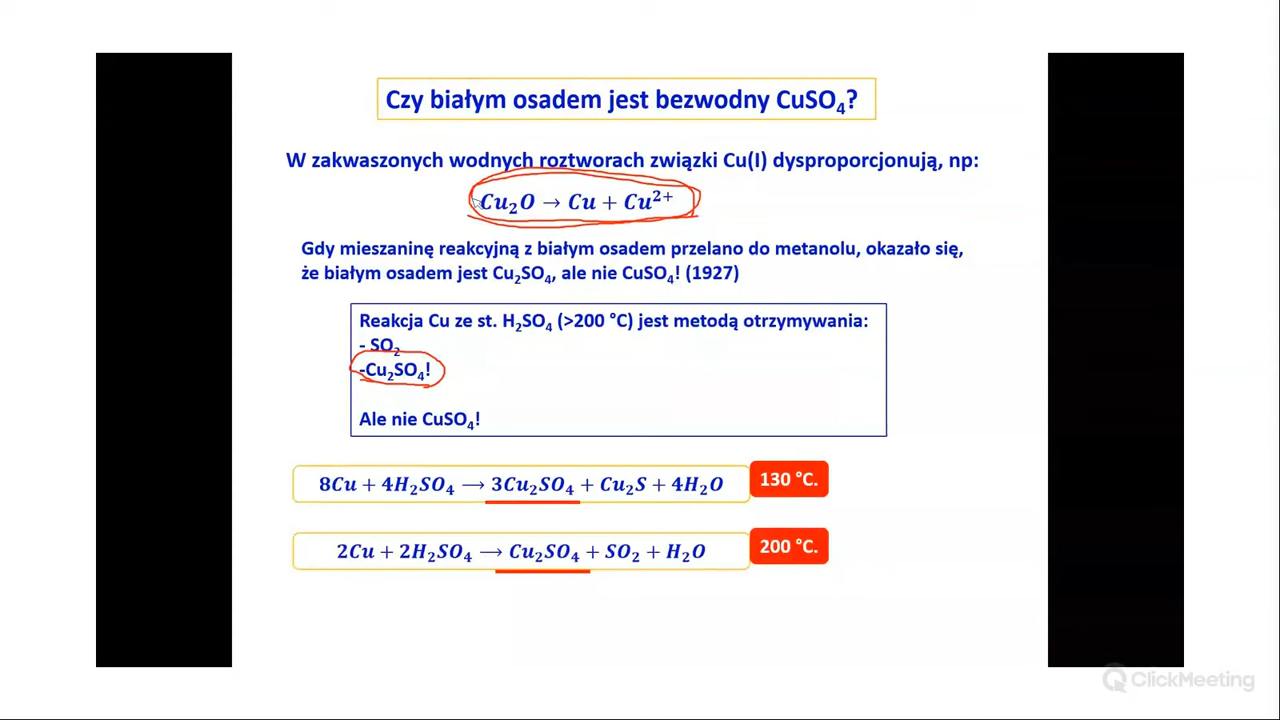 Czy białym osadem jest bezwodny CuSO₄?
W zakwaszonych wodnych roztworach związki Cu(I) dysproporcjonują, np:
Cu₂O → Cu + Cu²⁺
Gdy mieszaninę reakcyjną z białym osadem przelano do metanolu, okazało się,
że białym osadem jest Cu₂SO₄, ale nie CuSO₄! (1927)
Reakcja Cu ze st. H₂SO₄ (>200 °C) jest metodą otrzymywania:
- SO₂
-Cu₂SO₄!
Ale nie CuSO₄!
8Cu + 4H₂SO₄ → 3Cu₂SO₄ + Cu₂S + 4H₂O 130 °C.
2Cu + 2H₂SO₄ → Cu₂SO₄ + SO₂ + H₂O 200 °C.
ClickMeeting